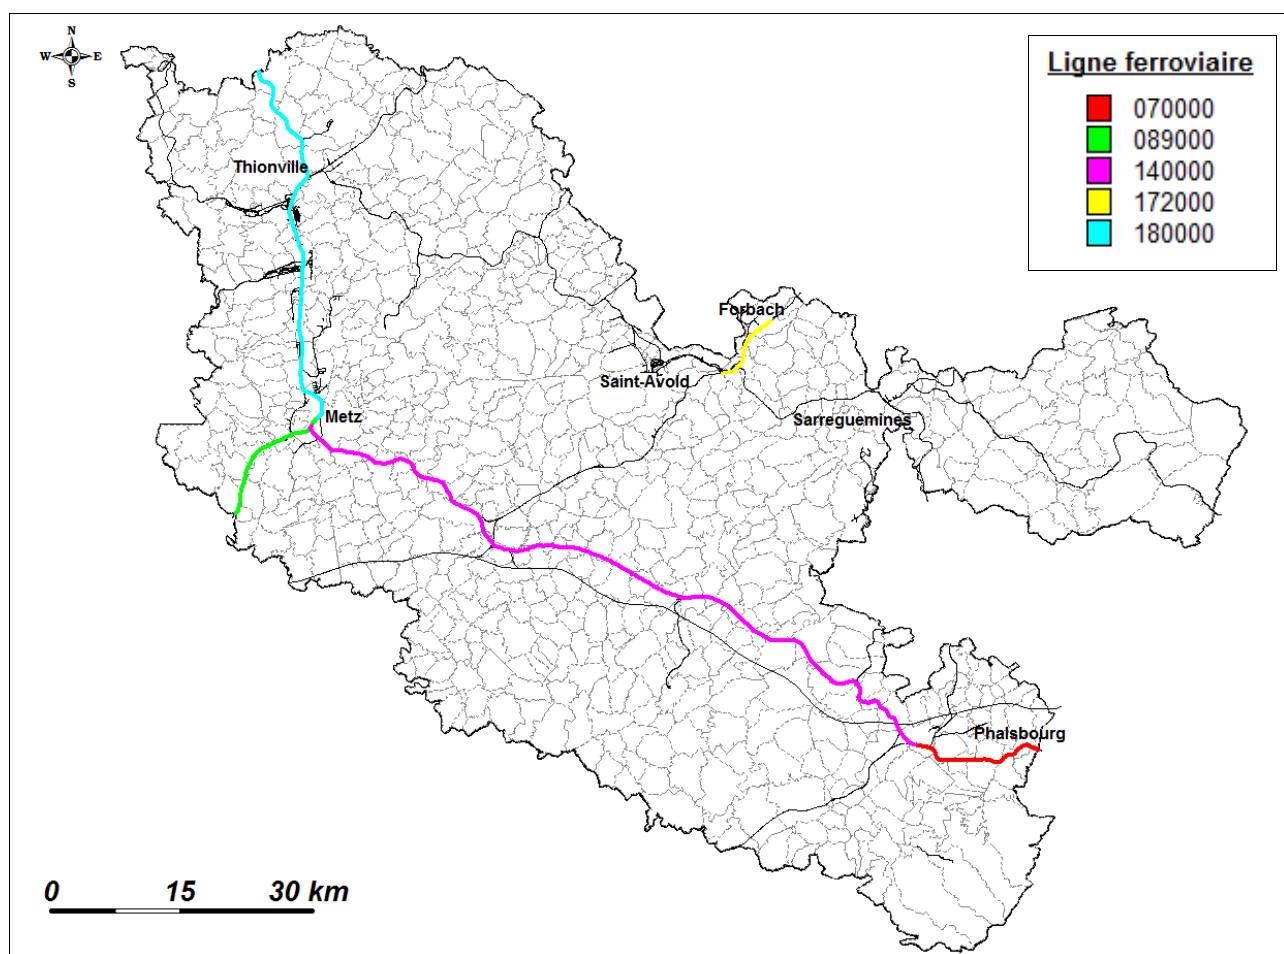 N
W E
S
Ligne ferroviaire
070000
089000
140000
172000
180000
Thionville
Forbach
Saint-Avold
Metz
Sarreguemines
Phalsbourg
0 15 30 km